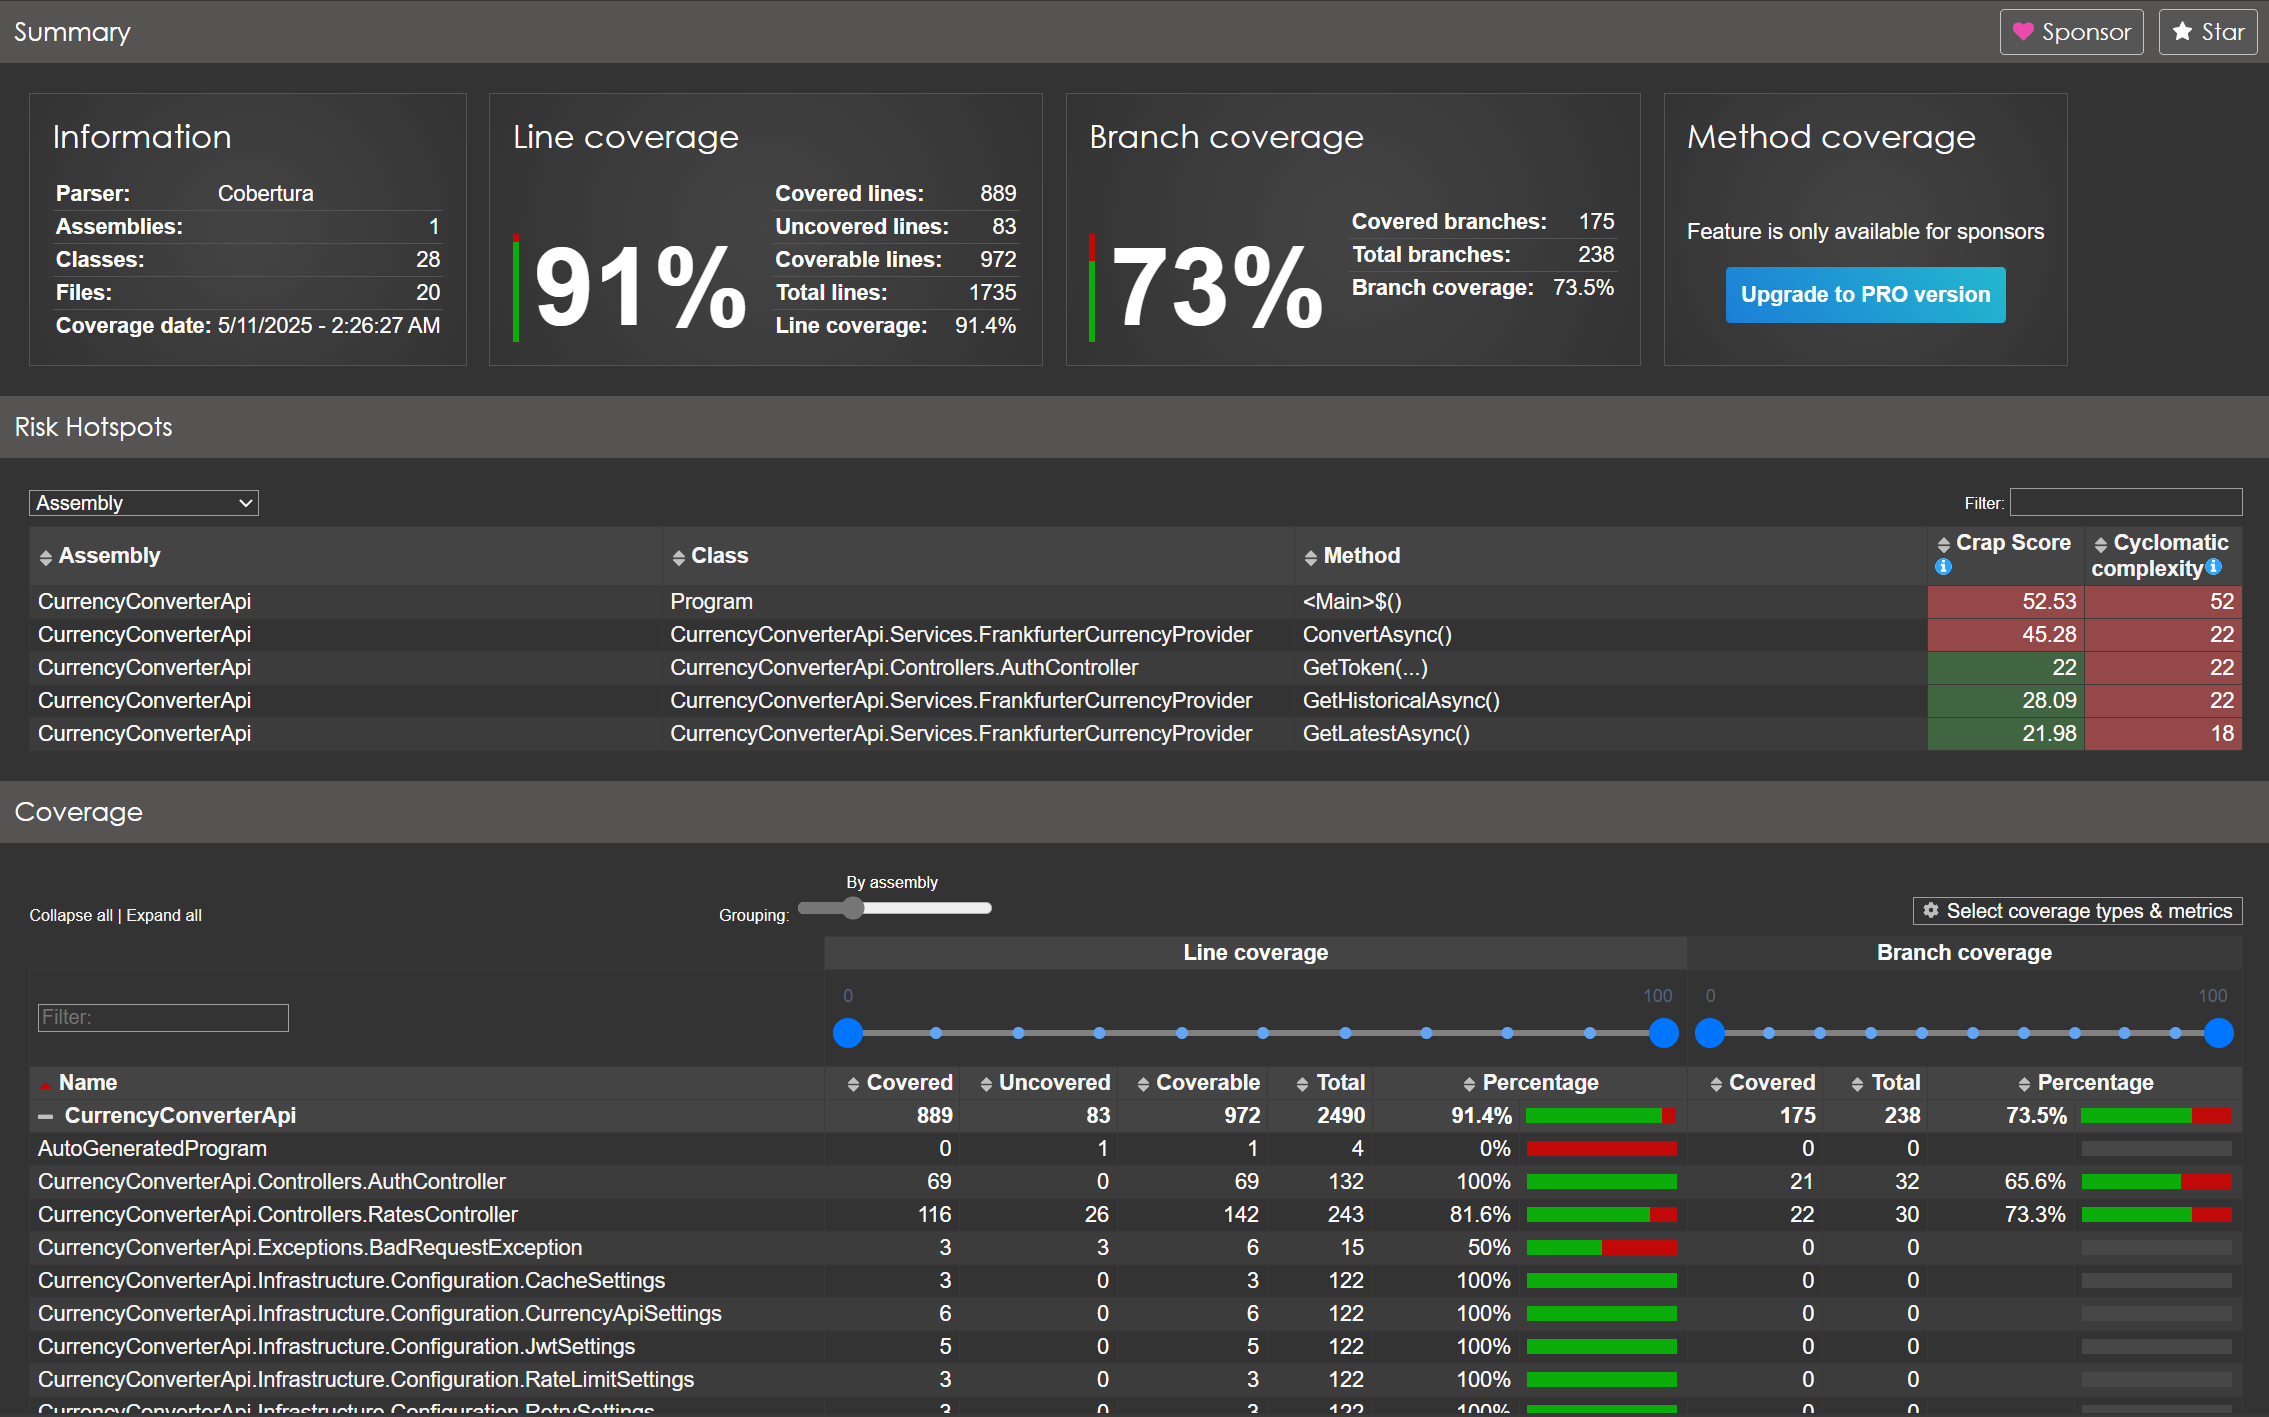 Summary
Sponsor
Star
Information
Parser: Cobertura
Assemblies: 1
Classes: 28
Files: 20
Coverage date: 5/11/2025 - 2:26:27 AM
Line coverage
91%
Covered lines: 889
Uncovered lines: 83
Coverable lines: 972
Total lines: 1735
Line coverage: 91.4%
Branch coverage
73%
Covered branches: 175
Total branches: 238
Branch coverage: 73.5%
Method coverage
Feature is only available for sponsors
Upgrade to PRO version
Risk Hotspots
Assembly
Filter:
Assembly Class Method Crap Score Cyclomatic complexity
CurrencyConverterApi Program <Main>$() 52.53 52
CurrencyConverterApi CurrencyConverterApi.Services.FrankfurterCurrencyProvider ConvertAsync() 45.28 22
CurrencyConverterApi CurrencyConverterApi.Controllers.AuthController GetToken(...) 22 22
CurrencyConverterApi CurrencyConverterApi.Services.FrankfurterCurrencyProvider GetHistoricalAsync() 28.09 22
CurrencyConverterApi CurrencyConverterApi.Services.FrankfurterCurrencyProvider GetLatestAsync() 21.98 18
Coverage
Collapse all | Expand all
By assembly
Grouping:
Select coverage types & metrics
Line coverage Branch coverage
0 100 0 100
Filter:
Name Covered Uncovered Coverable Total Percentage Covered Total Percentage
CurrencyConverterApi 889 83 972 2490 91.4% 175 238 73.5%
AutoGeneratedProgram 0 1 1 4 0% 0 0
CurrencyConverterApi.Controllers.AuthController 69 0 69 132 100% 21 32 65.6%
CurrencyConverterApi.Controllers.RatesController 116 26 142 243 81.6% 22 30 73.3%
CurrencyConverterApi.Exceptions.BadRequestException 3 3 6 15 50% 0 0
CurrencyConverterApi.Infrastructure.Configuration.CacheSettings 3 0 3 122 100% 0 0
CurrencyConverterApi.Infrastructure.Configuration.CurrencyApiSettings 6 0 6 122 100% 0 0
CurrencyConverterApi.Infrastructure.Configuration.JwtSettings 5 0 5 122 100% 0 0
CurrencyConverterApi.Infrastructure.Configuration.RateLimitSettings 3 0 3 122 100% 0 0
CurrencyConverterApi.Infrastructure.Configuration.RetrySettings 3 0 3 122 100% 0 0